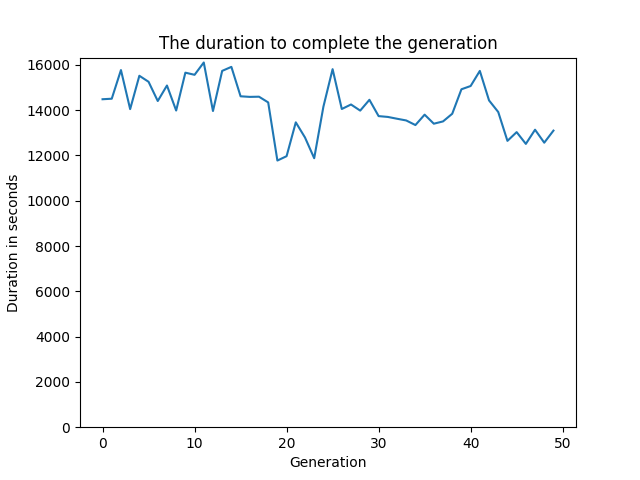 The duration to complete the generation
16000
14000
12000
10000
8000
6000
4000
2000
0
Duration in seconds
0 10 20 30 40 50
Generation